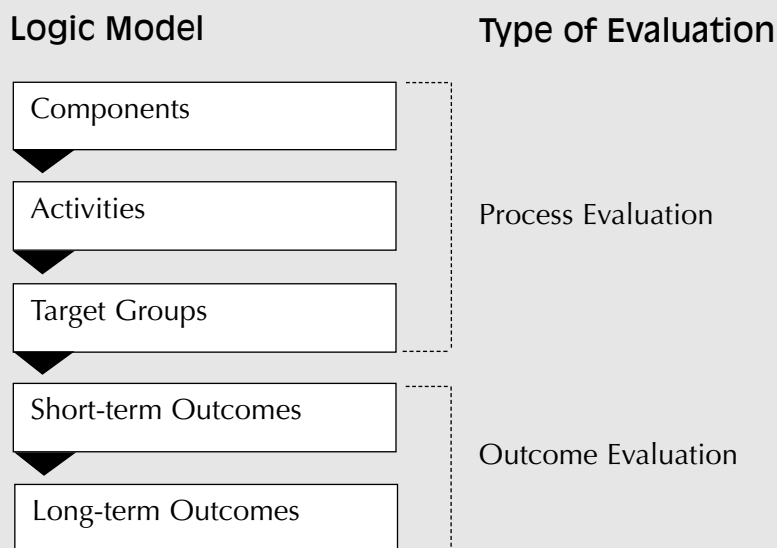 Logic Model
Type of Evaluation
Components
Activities
Process Evaluation
Target Groups
Short-term Outcomes
Outcome Evaluation
Long-term Outcomes